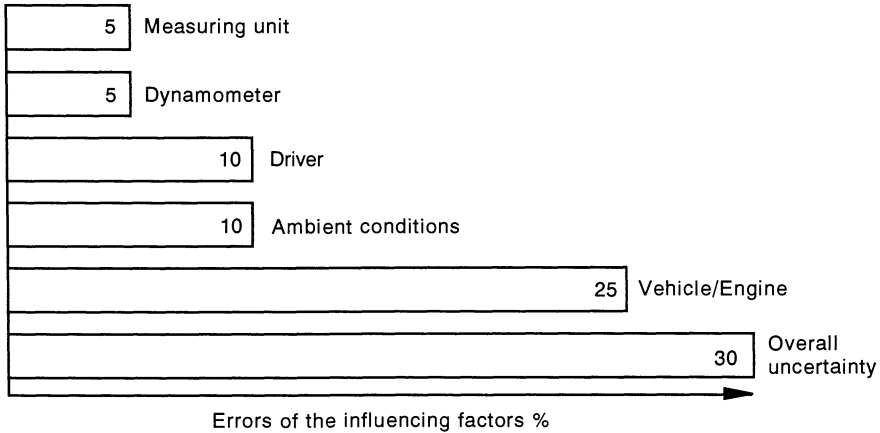 5 Measuring unit
5 Dynamometer
10 Driver
10 Ambient conditions
25 Vehicle/Engine
30 Overall
uncertainty
Errors of the influencing factors %